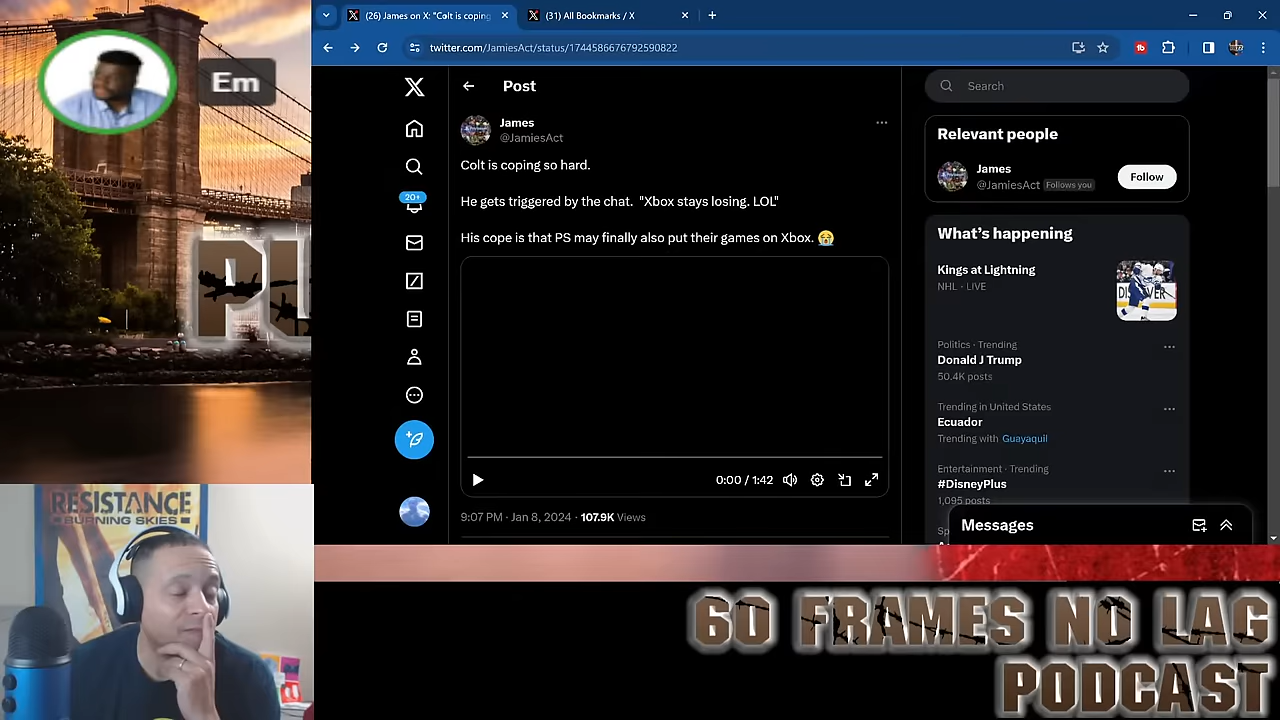 (26) James on X: "Colt is coping
(31) All Bookmarks / X
twitter.com/JamiesAct/status/1744586676792590822
Em
Post
James
@JamiesAct
Colt is coping so hard.
He gets triggered by the chat. "Xbox stays losing. LOL"
His cope is that PS may finally also put their games on Xbox. 😭
0:00 / 1:42
9:07 PM · Jan 8, 2024 · 107.9K Views
20+
Search
Relevant people
James
@JamiesAct Follows you
Follow
What's happening
Kings at Lightning
NHL · LIVE
Politics · Trending
Donald J Trump
50.4K posts
Trending in United States
Ecuador
Trending with Guayaquil
Entertainment · Trending
#DisneyPlus
1,095 posts
Messages
RESISTANCE
BURNING SKIES
60 FRAMES NO LAG
PODCAST